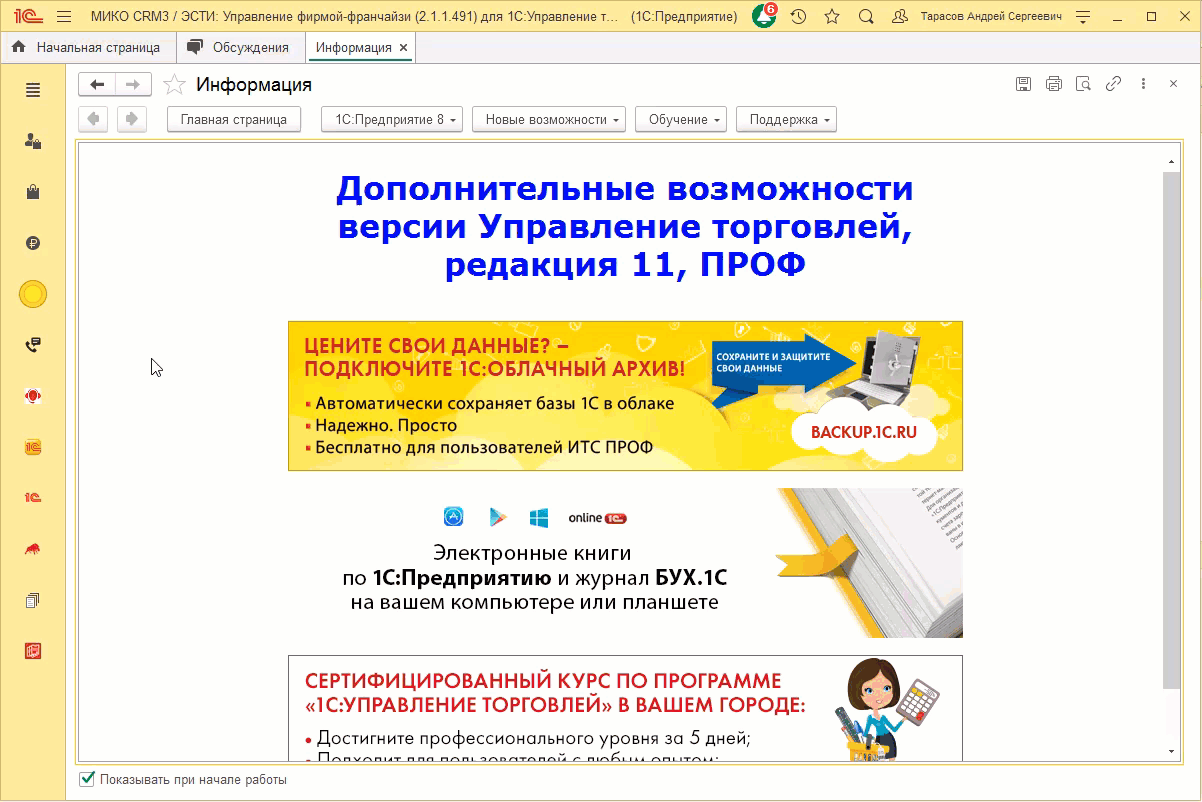 МИКО CRM3 / ЭСТИ: Управление фирмой-франчайзи (2.1.1.491) для 1С:Управление т... (1С:Предприятие) 6 Тарасов Андрей Сергеевич
Начальная страница Обсуждения Информация
Информация
Главная страница 1С:Предприятие 8 Новые возможности Обучение Поддержка
Дополнительные возможности
версии Управление торговлей,
редакция 11, ПРОФ
ЦЕНИТЕ СВОИ ДАННЫЕ? –
ПОДКЛЮЧИТЕ 1С:ОБЛАЧНЫЙ АРХИВ!
Автоматически сохраняет базы 1С в облаке
Надежно. Просто
Бесплатно для пользователей ИТС ПРОФ
СОХРАНИТЕ И ЗАЩИТИТЕ
СВОИ ДАННЫЕ
BACKUP.1C.RU
online 1С
Электронные книги
по 1С:Предприятию и журнал БУХ.1С
на вашем компьютере или планшете
СЕРТИФИЦИРОВАННЫЙ КУРС ПО ПРОГРАММЕ
«1С:УПРАВЛЕНИЕ ТОРГОВЛЕЙ» В ВАШЕМ ГОРОДЕ:
• Достигните профессионального уровня за 5 дней;
• Подходит для пользователей с любым опытом;
Показывать при начале работы